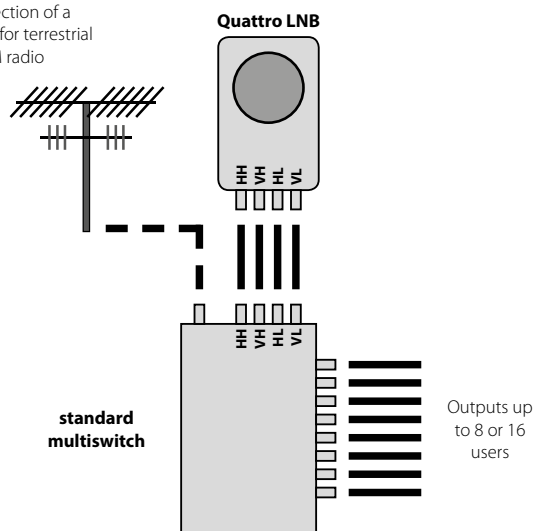 ection of a
for terrestrial
M radio
Quattro LNB
HH
VH
HL
VL
HH
VH
HL
VL
standard
multiswitch
Outputs up
to 8 or 16
users